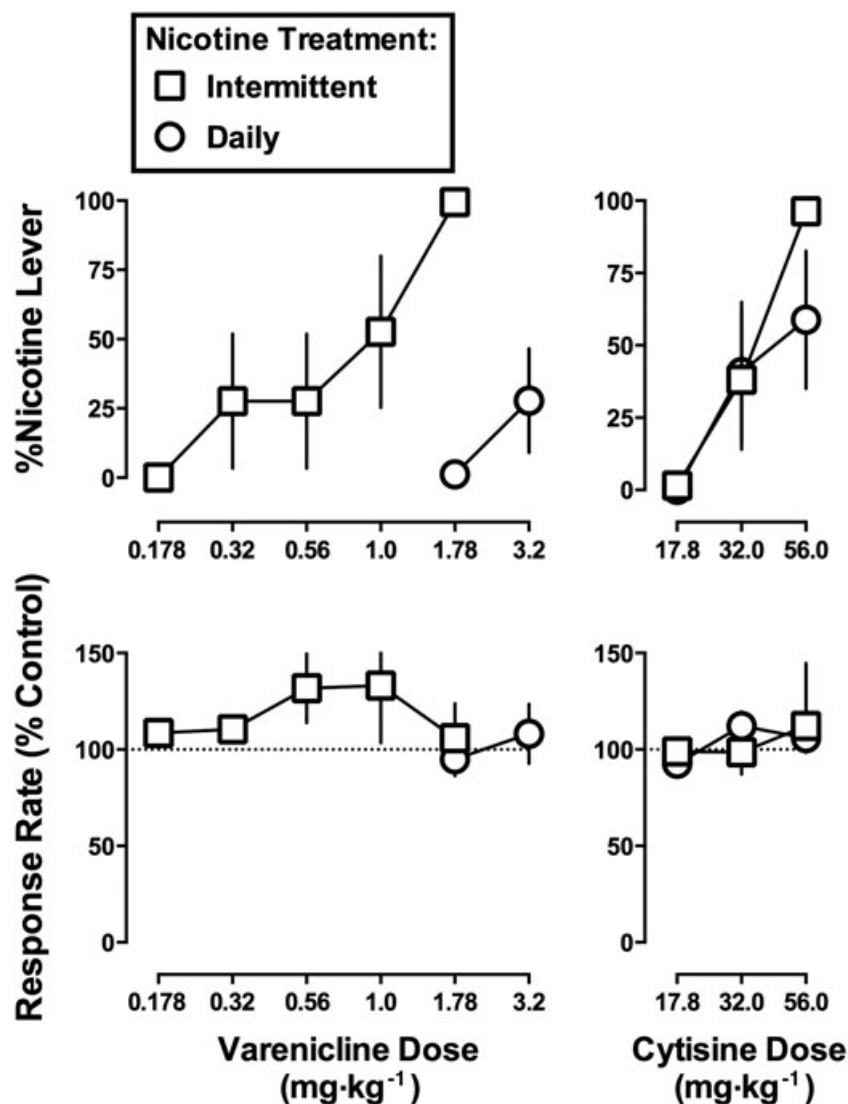 Nicotine Treatment:
Intermittent
Daily
%Nicotine Lever
100
75
50
25
0
0.178 0.32 0.56 1.0 1.78 3.2
100
75
50
25
0
17.8 32.0 56.0
Response Rate (% Control)
150
100
50
0
0.178 0.32 0.56 1.0 1.78 3.2
Varenicline Dose
(mg·kg⁻¹)
150
100
50
0
17.8 32.0 56.0
Cytisine Dose
(mg·kg⁻¹)